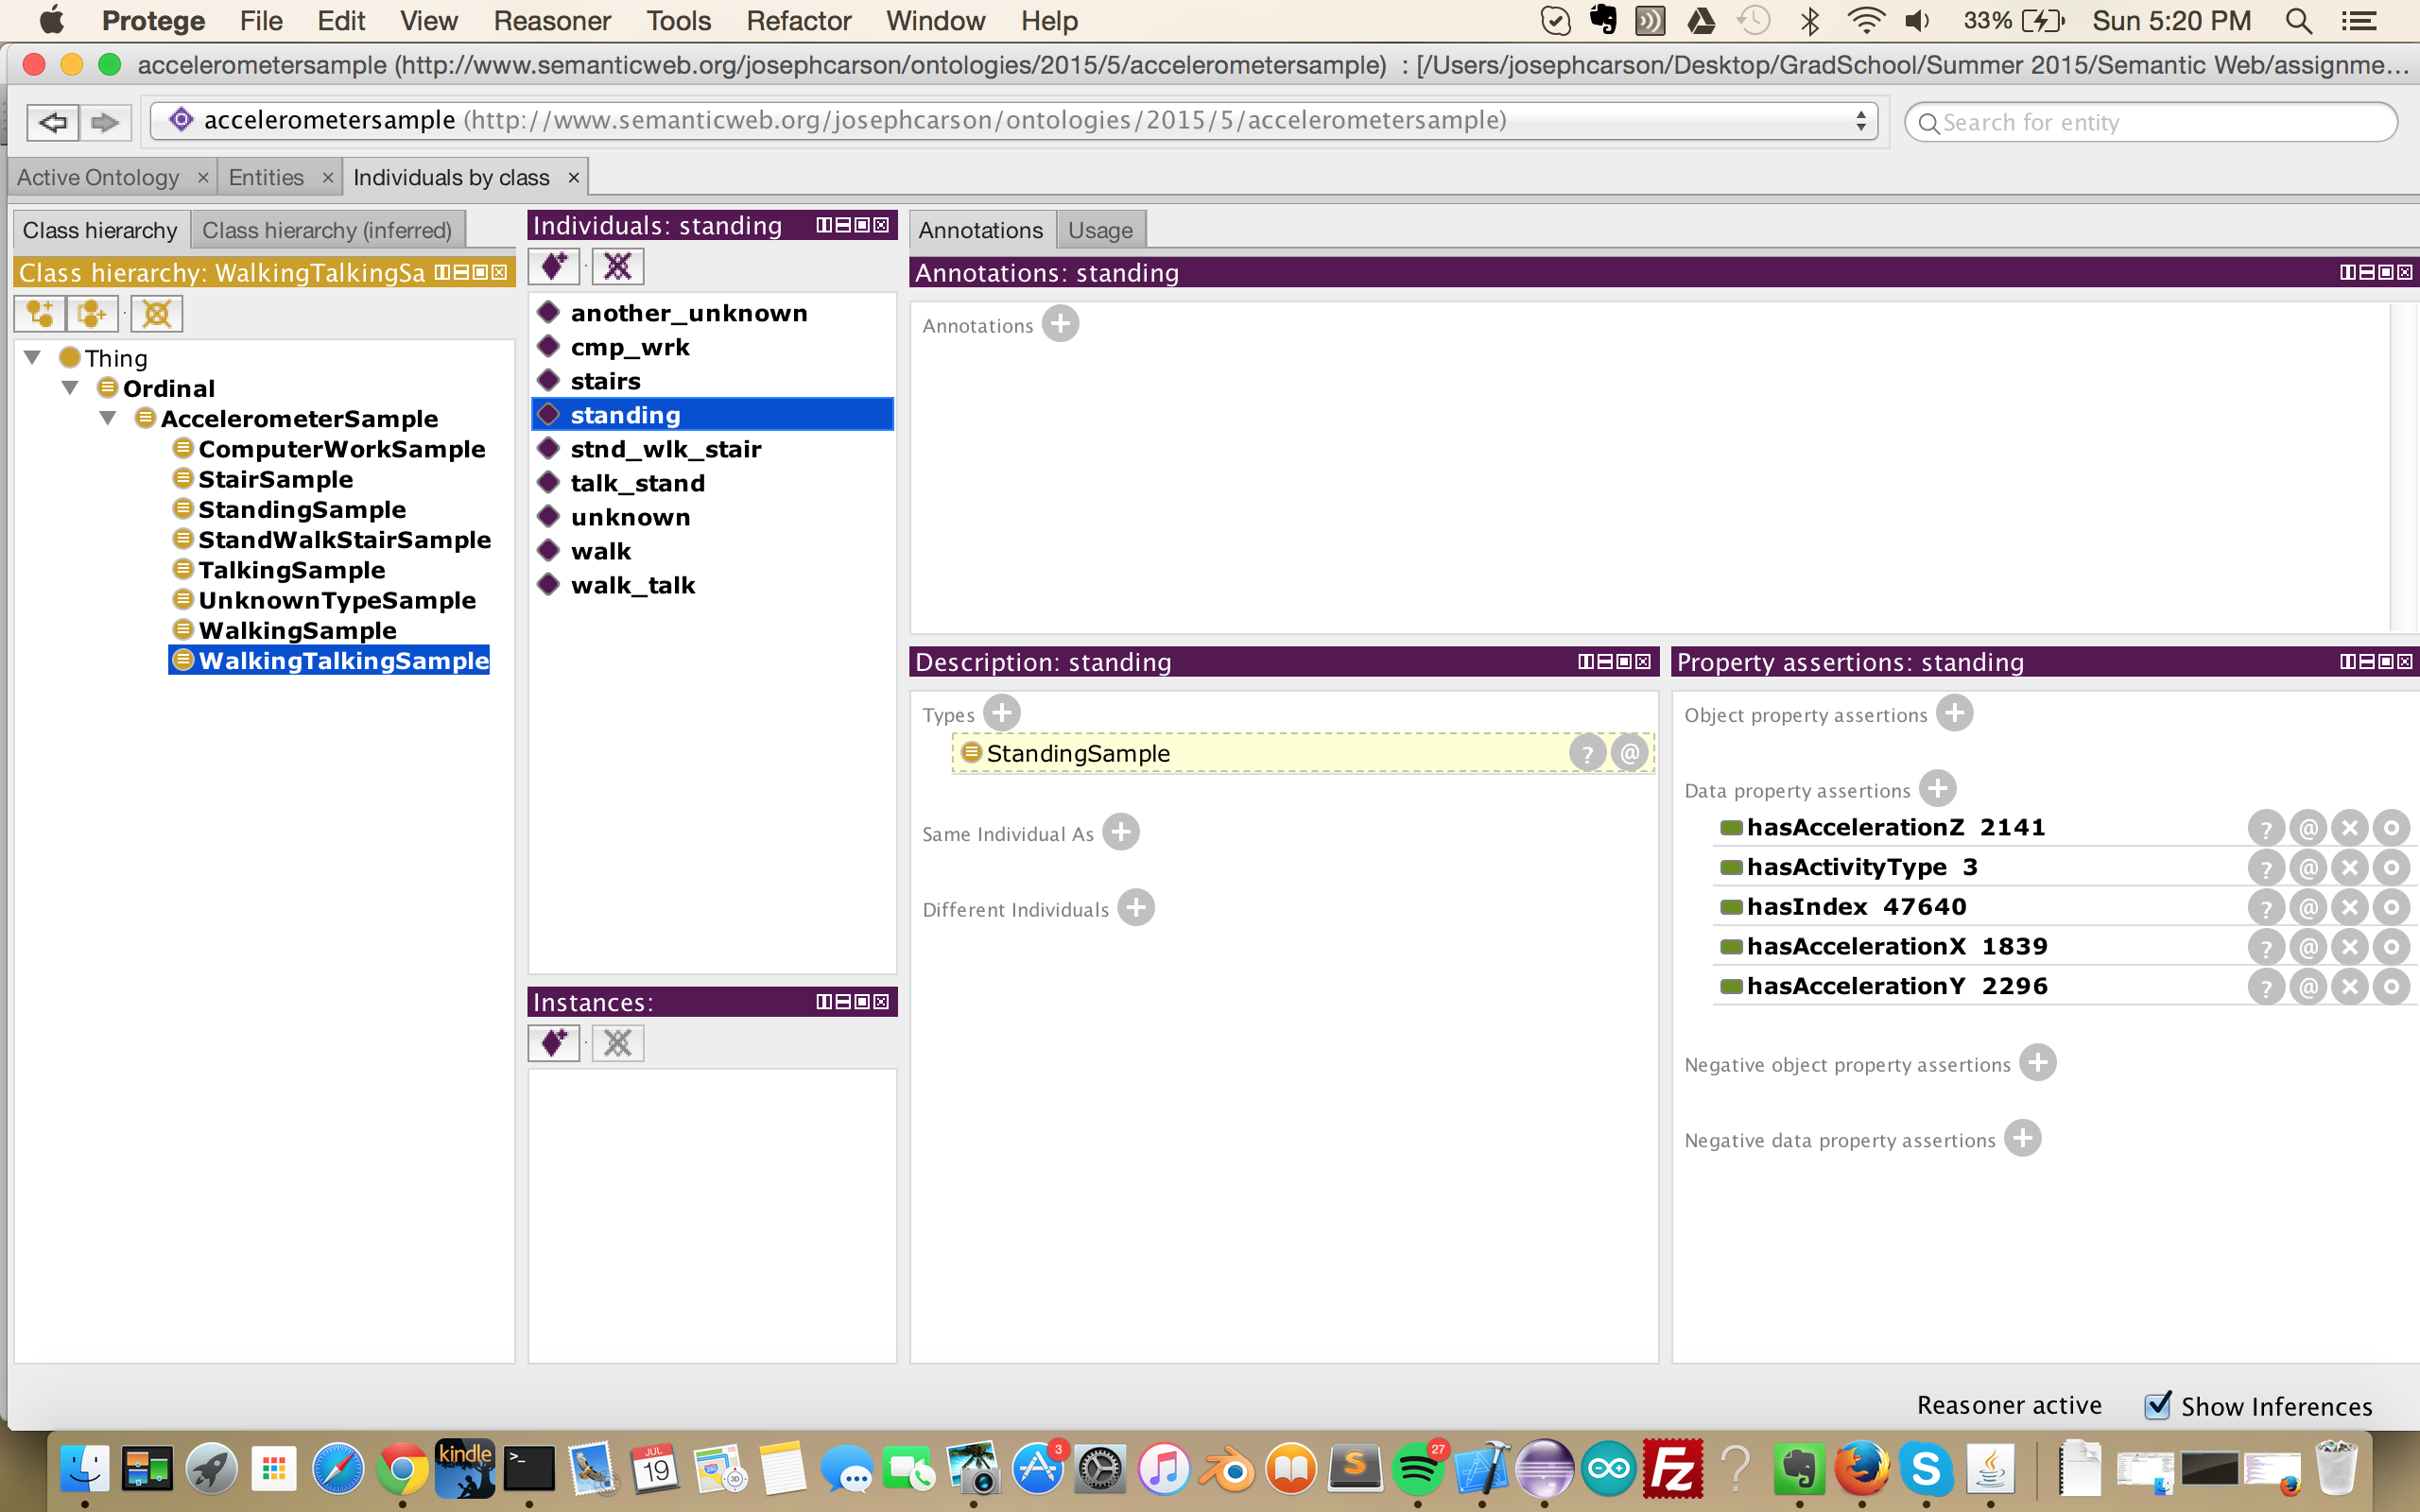 Protege File Edit View Reasoner Tools Refactor Window Help 33% Sun 5:20 PM
accelerometersample (http://www.semanticweb.org/josephcarson/ontologies/2015/5/accelerometersample) : [/Users/josephcarson/Desktop/GradSchool/Summer 2015/Semantic Web/assignme...
accelerometersample (http://www.semanticweb.org/josephcarson/ontologies/2015/5/accelerometersample)
Search for entity
Active Ontology × Entities × Individuals by class ×
Class hierarchy Class hierarchy (inferred)
Class hierarchy: WalkingTalkingSa
Thing
Ordinal
AccelerometerSample
ComputerWorkSample
StairSample
StandingSample
StandWalkStairSample
TalkingSample
UnknownTypeSample
WalkingSample
WalkingTalkingSample
Individuals: standing
another_unknown
cmp_wrk
stairs
standing
stnd_wlk_stair
talk_stand
unknown
walk
walk_talk
Instances:
Annotations Usage
Annotations: standing
Annotations
Description: standing
Types
StandingSample ? @
Same Individual As
Different Individuals
Property assertions: standing
Object property assertions
Data property assertions
hasAccelerationZ 2141 ? @
hasActivityType 3 ? @
hasIndex 47640 ? @
hasAccelerationX 1839 ? @
hasAccelerationY 2296 ? @
Negative object property assertions
Negative data property assertions
Reasoner active Show Inferences
kindle >_ JUL 19 3D 3 S 27 Fz ? S